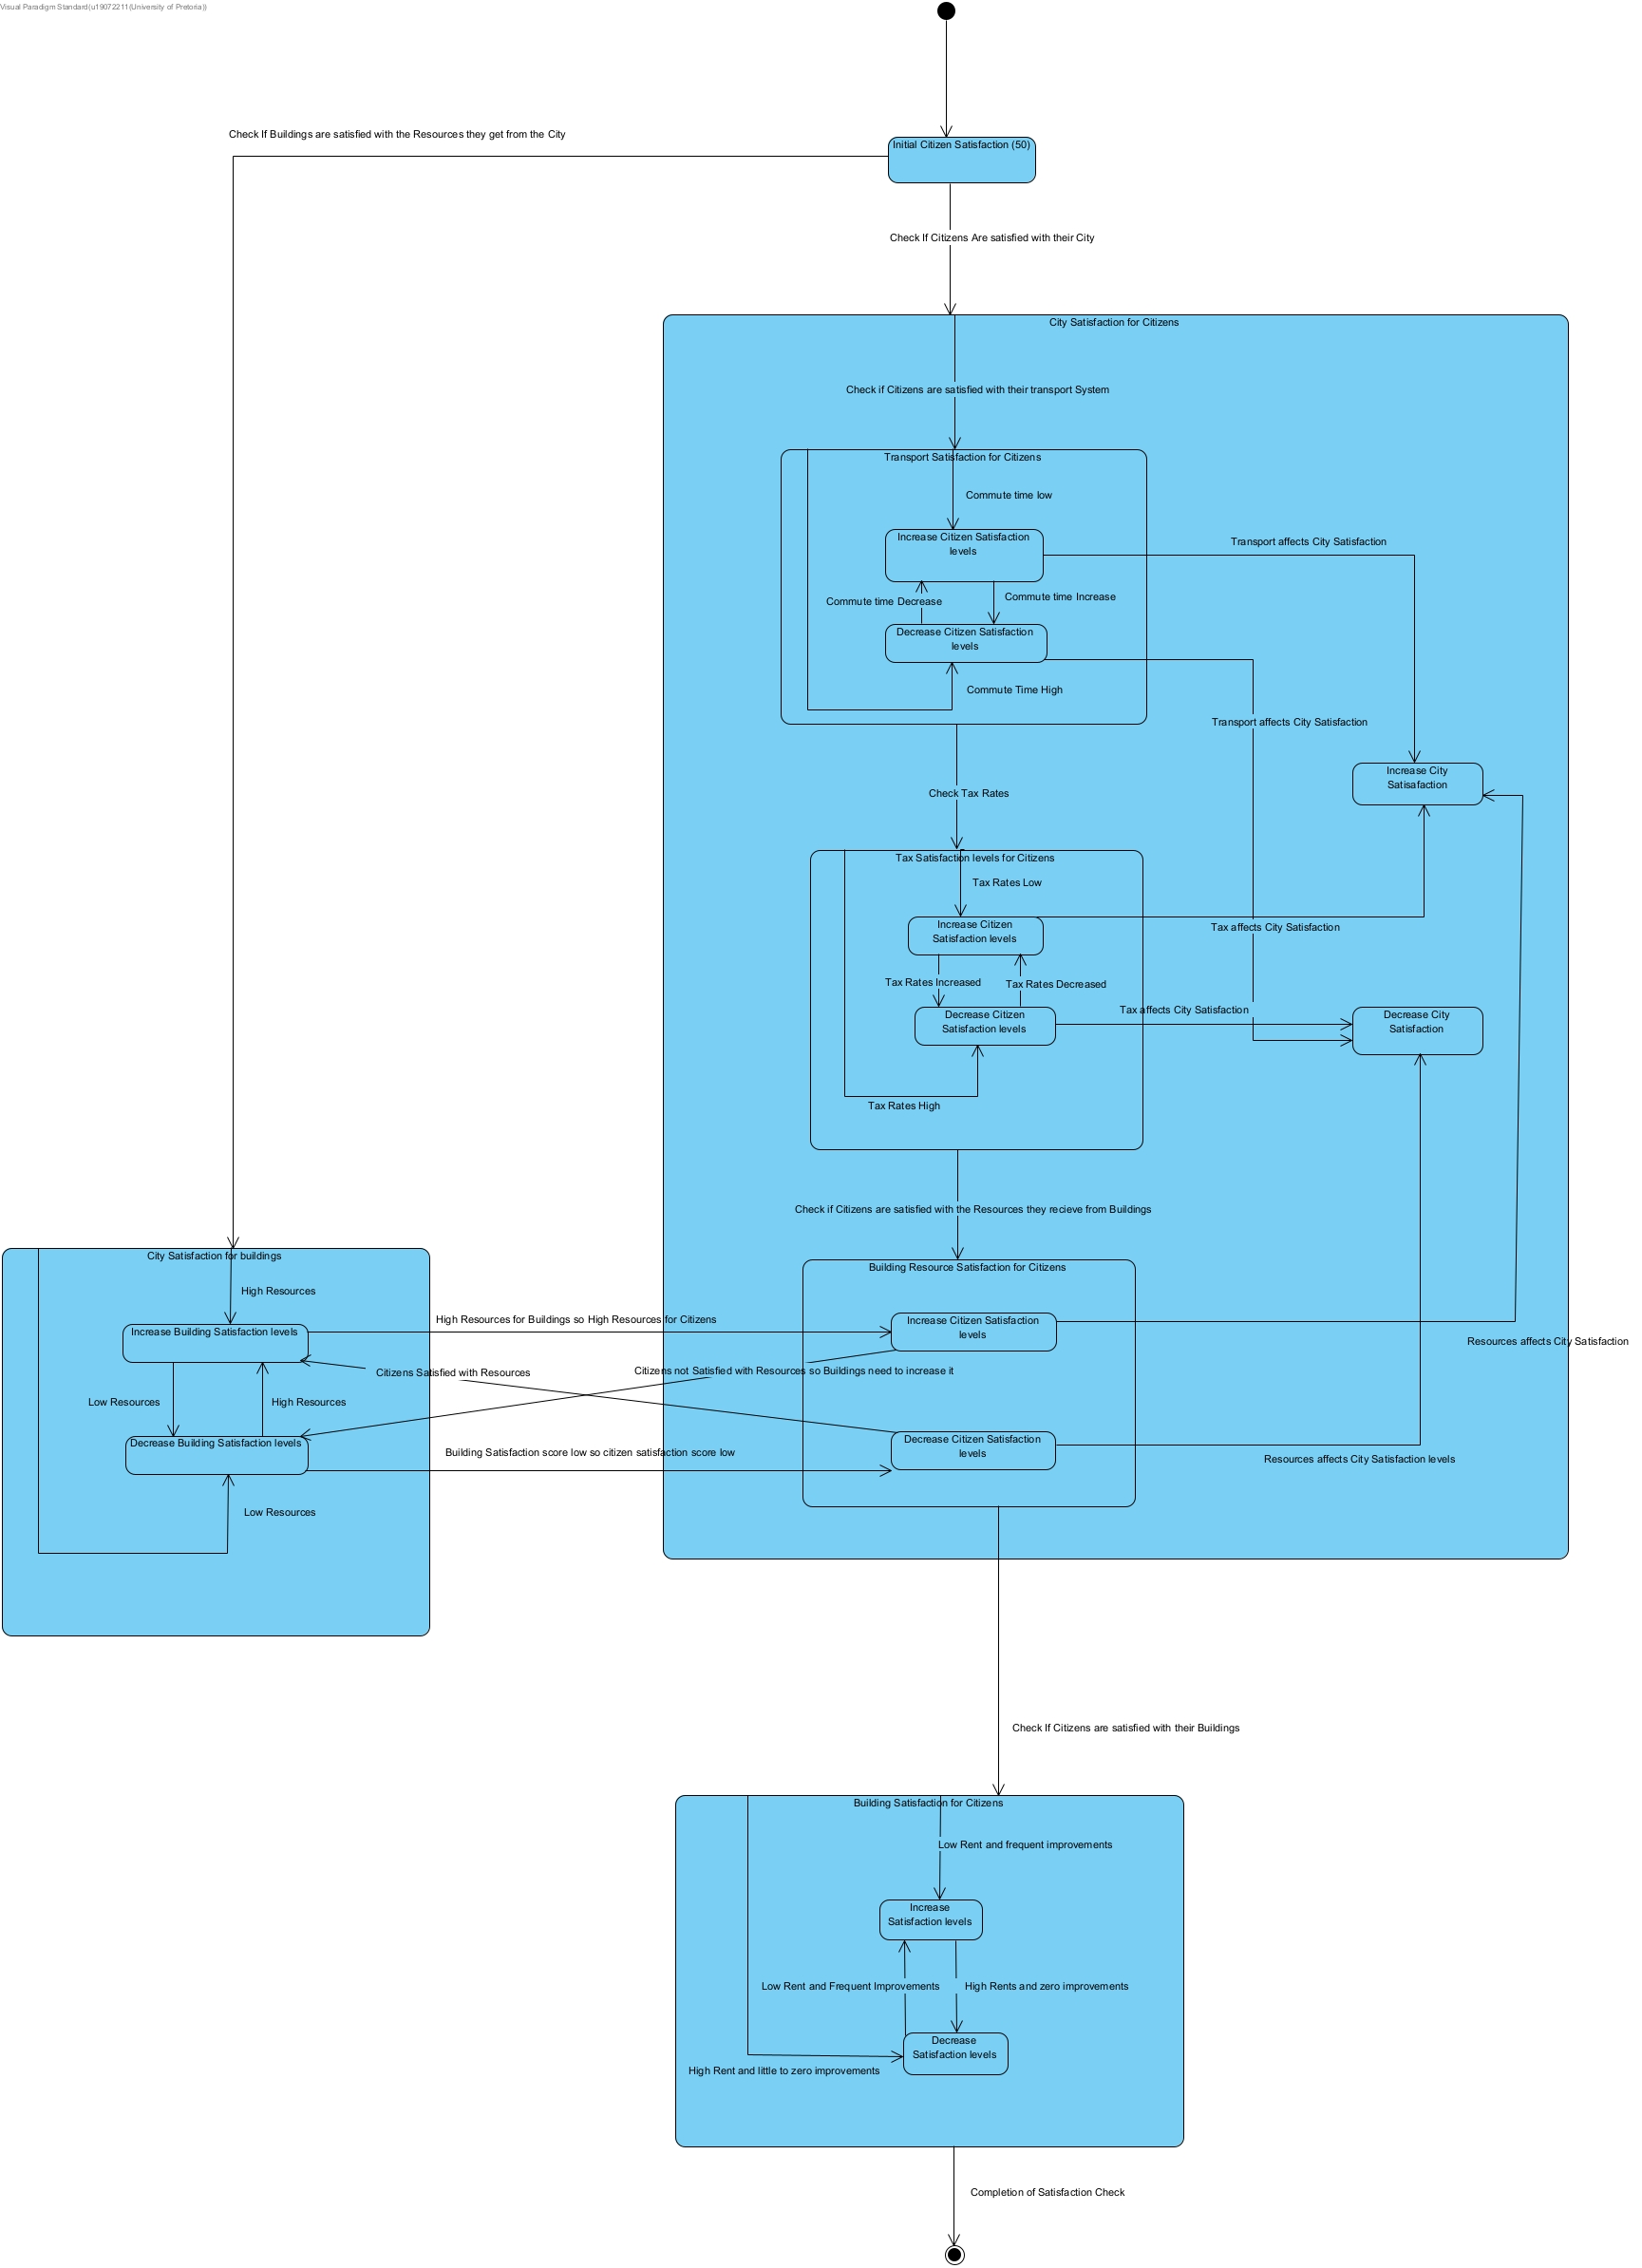 Visual Paradigm Standard(u19072211(University of Pretoria))
Check If Buildings are satisfied with the Resources they get from the City
Initial Citizen Satisfaction (50)
Check If Citizens Are satisfied with their City
City Satisfaction for Citizens
Check if Citizens are satisfied with their transport System
Transport Satisfaction for Citizens
Commute time low
Increase Citizen Satisfaction
levels
Transport affects City Satisfaction
Commute time Decrease
Commute time Increase
Decrease Citizen Satisfaction
levels
Commute Time High
Transport affects City Satisfaction
Increase City
Satisafaction
Check Tax Rates
Tax Satisfaction levels for Citizens
Tax Rates Low
Increase Citizen
Satisfaction levels
Tax affects City Satisfaction
Tax Rates Increased
Tax Rates Decreased
Decrease Citizen
Satisfaction levels
Tax affects City Satisfaction
Decrease City
Satisfaction
Tax Rates High
Check if Citizens are satisfied with the Resources they recieve from Buildings
City Satisfaction for buildings
Building Resource Satisfaction for Citizens
High Resources
Increase Building Satisfaction levels
High Resources for Buildings so High Resources for Citizens
Increase Citizen Satisfaction
levels
Resources affects City Satisfaction
Citizens Satisfied with Resources
Citizens not Satisfied with Resources so Buildings need to increase it
Low Resources
High Resources
Decrease Building Satisfaction levels
Building Satisfaction score low so citizen satisfaction score low
Decrease Citizen Satisfaction
levels
Resources affects City Satisfaction levels
Low Resources
Check If Citizens are satisfied with their Buildings
Building Satisfaction for Citizens
Low Rent and frequent improvements
Increase
Satisfaction levels
Low Rent and Frequent Improvements
High Rents and zero improvements
Decrease
Satisfaction levels
High Rent and little to zero improvements
Completion of Satisfaction Check